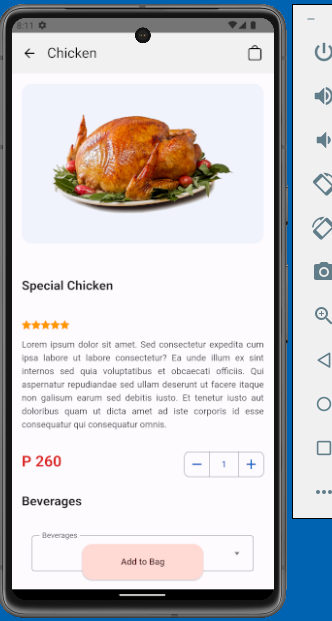 8:11
Chicken
Special Chicken
Lorem ipsum dolor sit amet. Sed consectetur expedita cum
ipsa labore ut labore consectetur? Ea unde illum ex sint
internos sed quia voluptatibus et obcaecati officiis. Qui
aspernatur repudiandae sed ullam deserunt ut facere itaque
non galisum earum sed debitis iusto. Et tenetur iusto aut
doloribus quam ut dicta amet ad iste corporis id esse
consequatur qui consequatur omnis.
P 260
1
Beverages
Beverages
Add to Bag